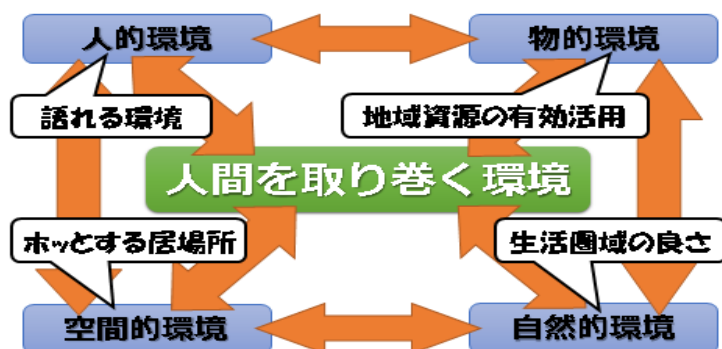 人的環境
物的環境
語れる環境
地域資源の有効活用
人間を取り巻く環境
ホッとする居場所
生活圏域の良さ
空間的環境
自然的環境